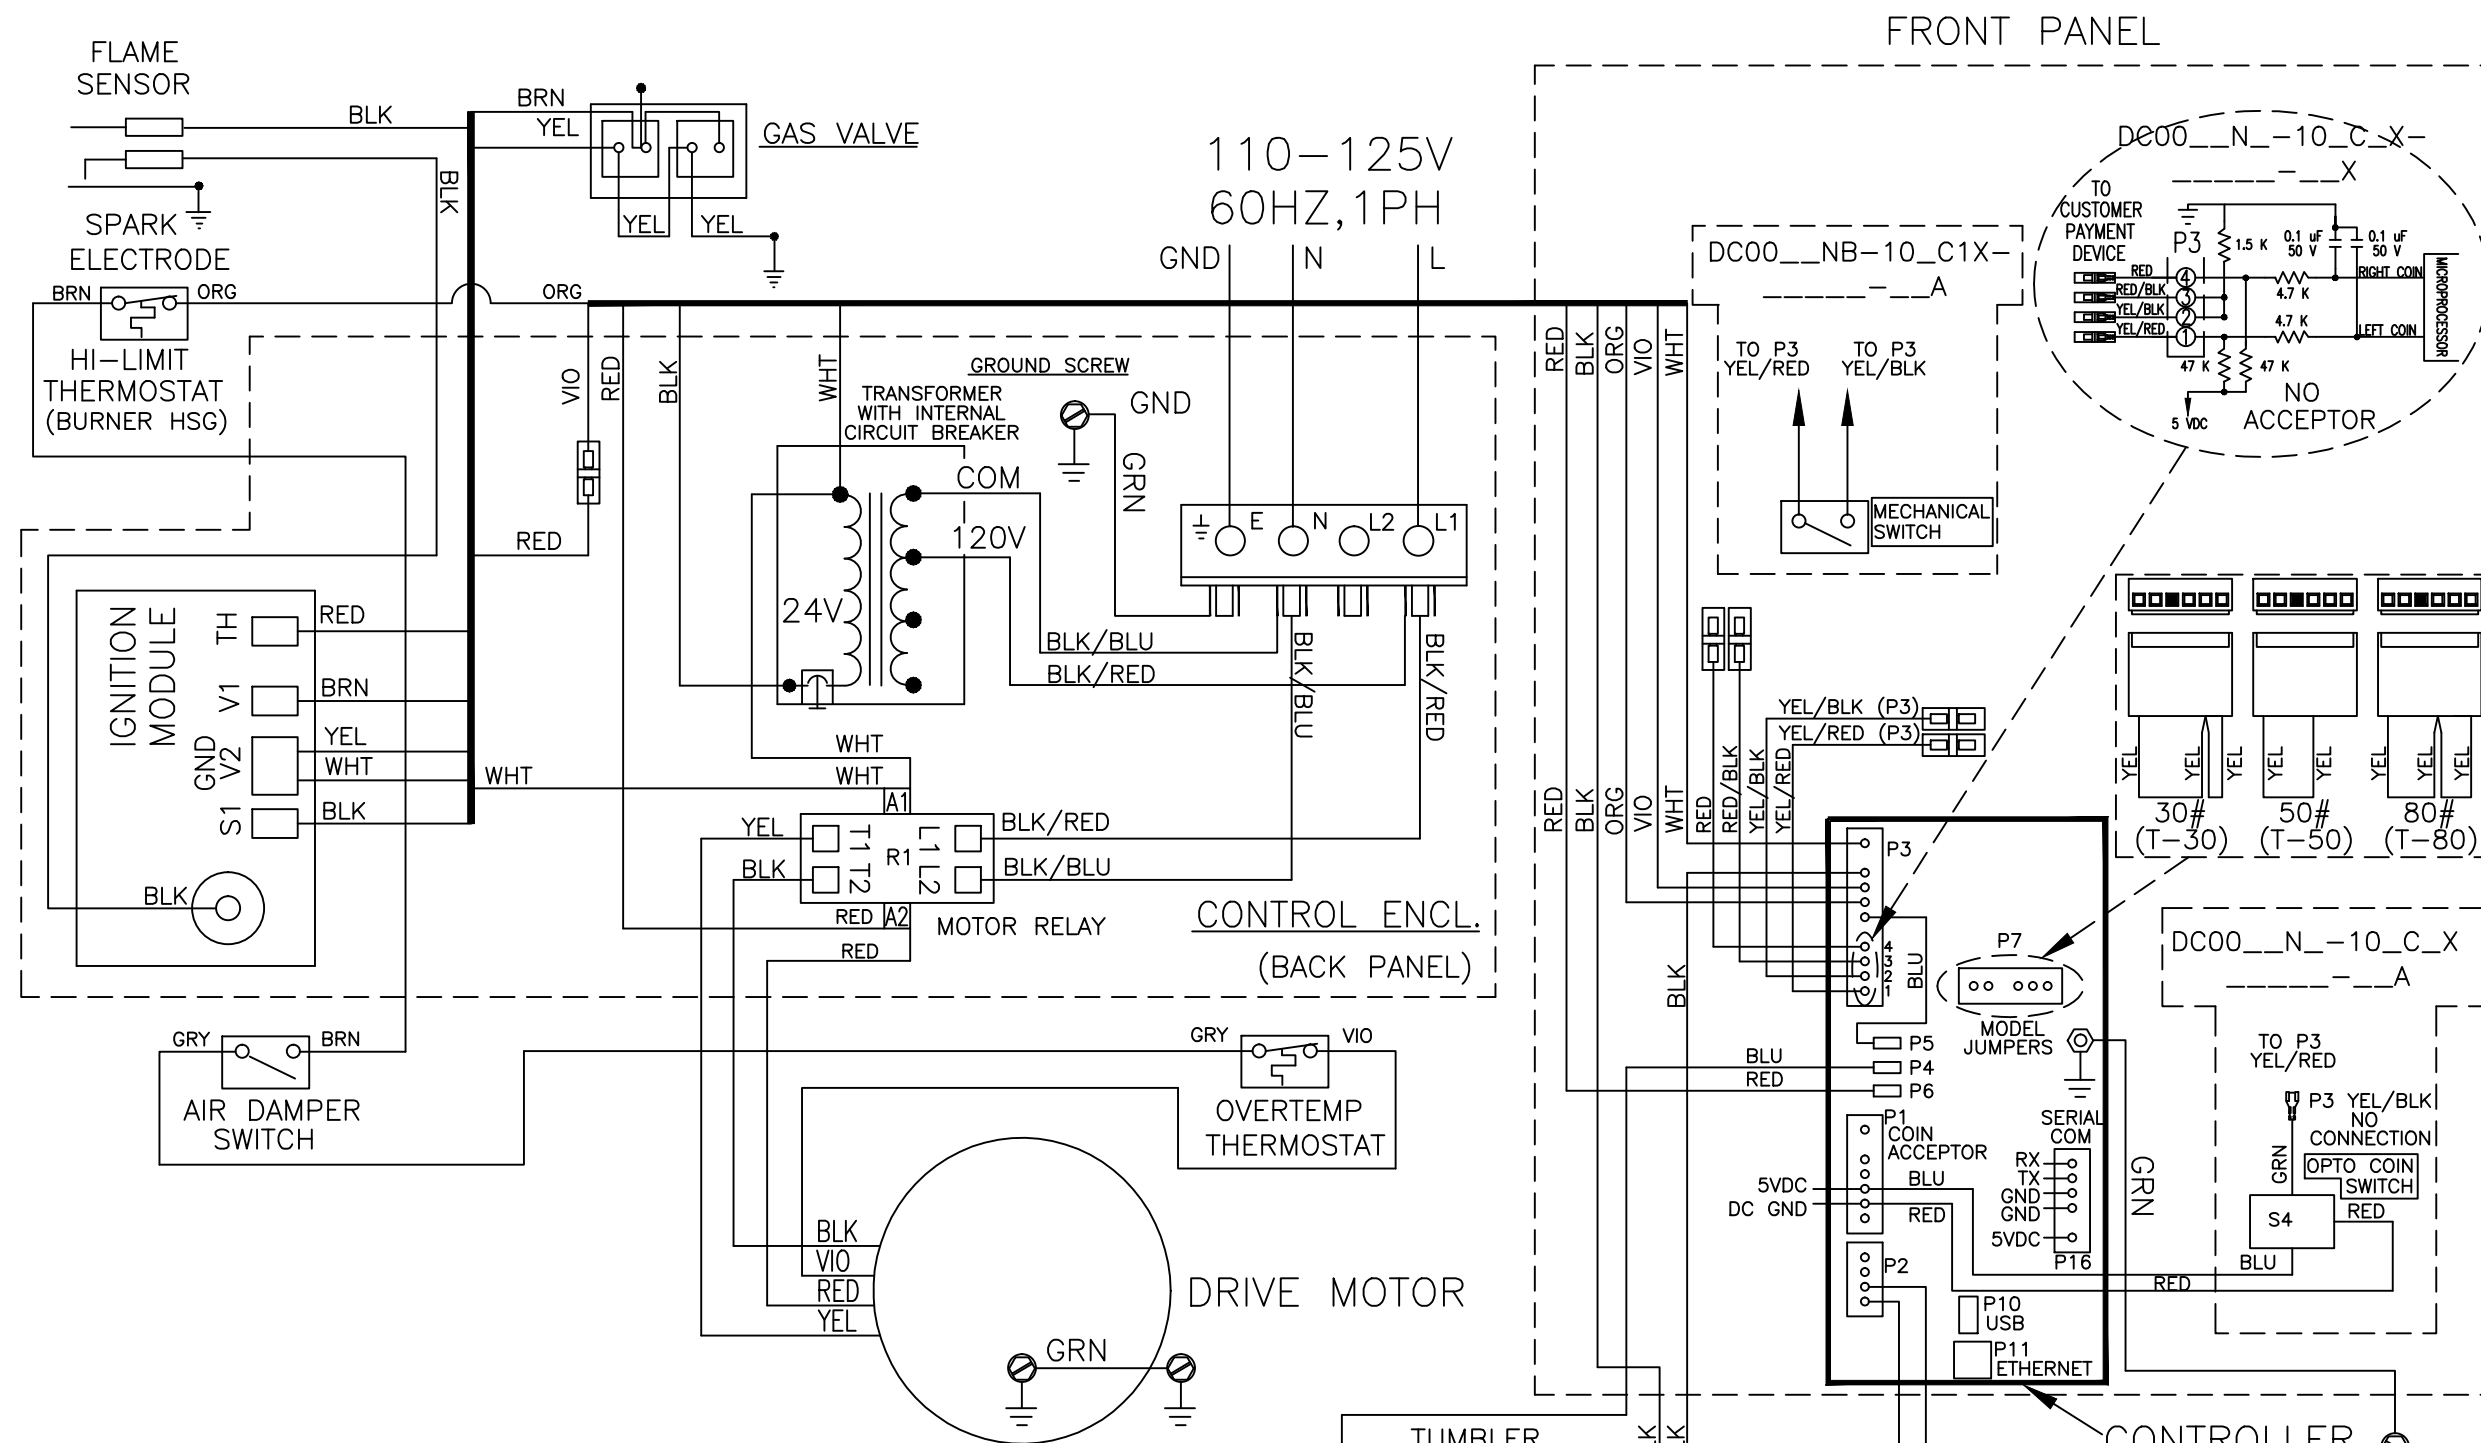 FRONT PANEL
FLAME
SENSOR
BLK
BRN
YEL
GAS VALVE
YEL
YEL
BLK
SPARK
ELECTRODE
BRN
ORG
ORG
HI-LIMIT
THERMOSTAT
(BURNER HSG)
110-125V
60HZ,1PH
GND
N
L
VIO
RED
BLK
WHT
GROUND SCREW
GND
GRN
TRANSFORMER
WITH INTERNAL
CIRCUIT BREAKER
COM
120V
24V
E
N
L2
L1
BLK/BLU
BLK/RED
BLK/BLU
BLK/RED
RED
IGNITION
MODULE
TH
RED
V1
BRN
GND
V2
YEL
WHT
S1
BLK
BLK
WHT
WHT
WHT
A1
YEL
BLK
T1
T2
R1
L1
L2
BLK/RED
BLK/BLU
RED
A2
RED
MOTOR RELAY
CONTROL ENCL.
(BACK PANEL)
GRY
BRN
AIR DAMPER
SWITCH
GRY
VIO
OVERTEMP
THERMOSTAT
BLK
VIO
RED
YEL
DRIVE MOTOR
GRN
RED
BLK
ORG
VIO
WHT
DC00__NB-10_C1X-
_____-__A
TO P3
YEL/RED
TO P3
YEL/BLK
MECHANICAL
SWITCH
DC00__N_-10_C_X-
_____-__X
TO
CUSTOMER
PAYMENT
DEVICE
P3
1.5 K
0.1 uF
50 V
0.1 uF
50 V
RED
4
RED/BLK
3
YEL/BLK
2
YEL/RED
1
4.7 K
4.7 K
RIGHT COIN
LEFT COIN
MICROPROCESSOR
47 K
47 K
5 VDC
NO
ACCEPTOR
YEL/BLK (P3)
YEL/RED (P3)
RED
BLK
ORG
VIO
WHT
RED
RED/BLK
YEL/BLK
YEL/RED
YEL
YEL
YEL
YEL
YEL
YEL
YEL
YEL
30#
(T-30)
50#
(T-50)
80#
(T-80)
P3
4
3
2
1
BLU
BLK
P7
MODEL
JUMPERS
P5
P4
P6
BLU
RED
P1
COIN
ACCEPTOR
5VDC
DC GND
BLU
RED
SERIAL
COM
RX
TX
GND
GND
5VDC
P16
P2
P10
USB
P11
ETHERNET
GRN
DC00__N_-10_C_X
_____-__A
TO P3
YEL/RED
P3 YEL/BLK
NO
CONNECTION
OPTO COIN
SWITCH
GRN
S4
RED
BLU
RED
TUMBLER
CONTROLLER